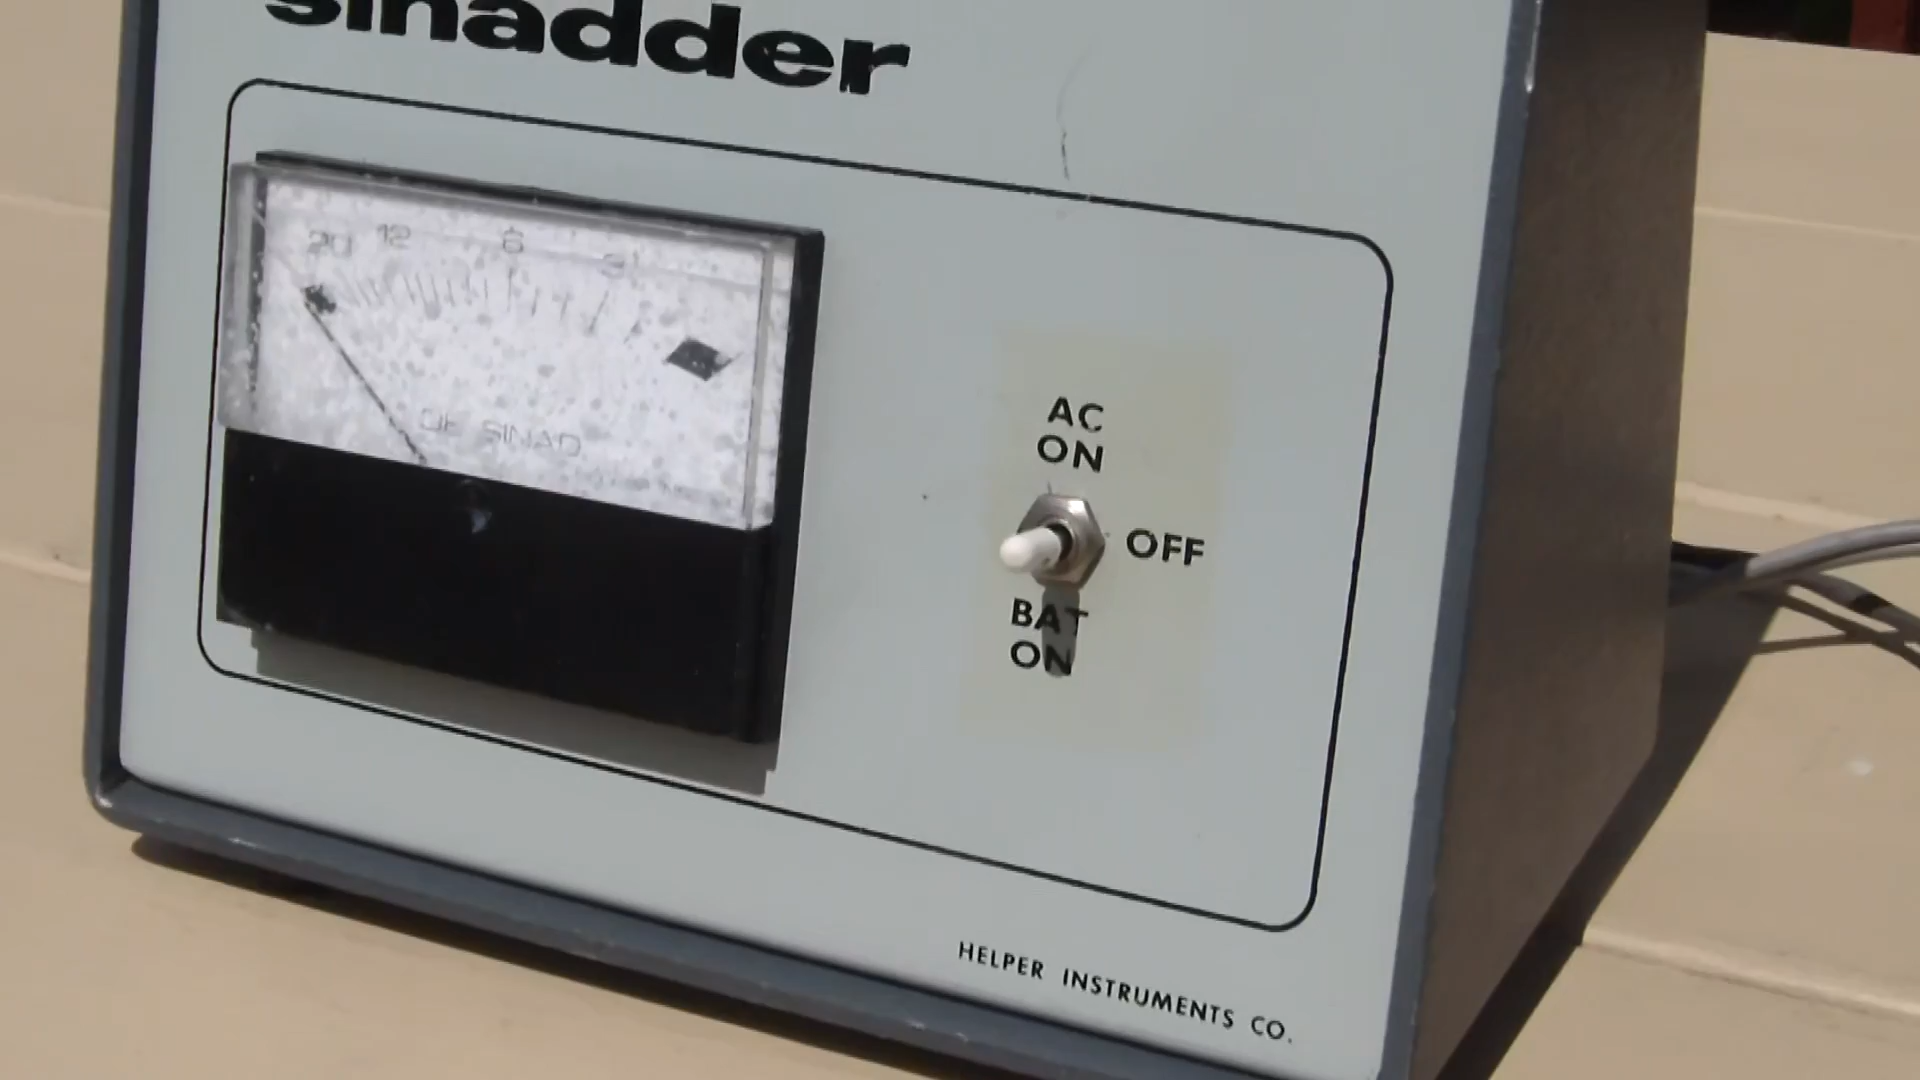 sinadder
20 12 6 3
DB SINAD
AC
ON
OFF
BAT
ON
HELPER INSTRUMENTS CO.